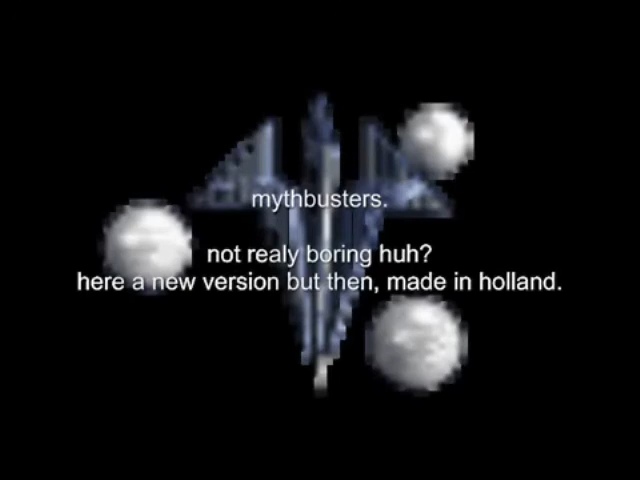 mythbusters.
not realy boring huh?
here a new version but then, made in holland.